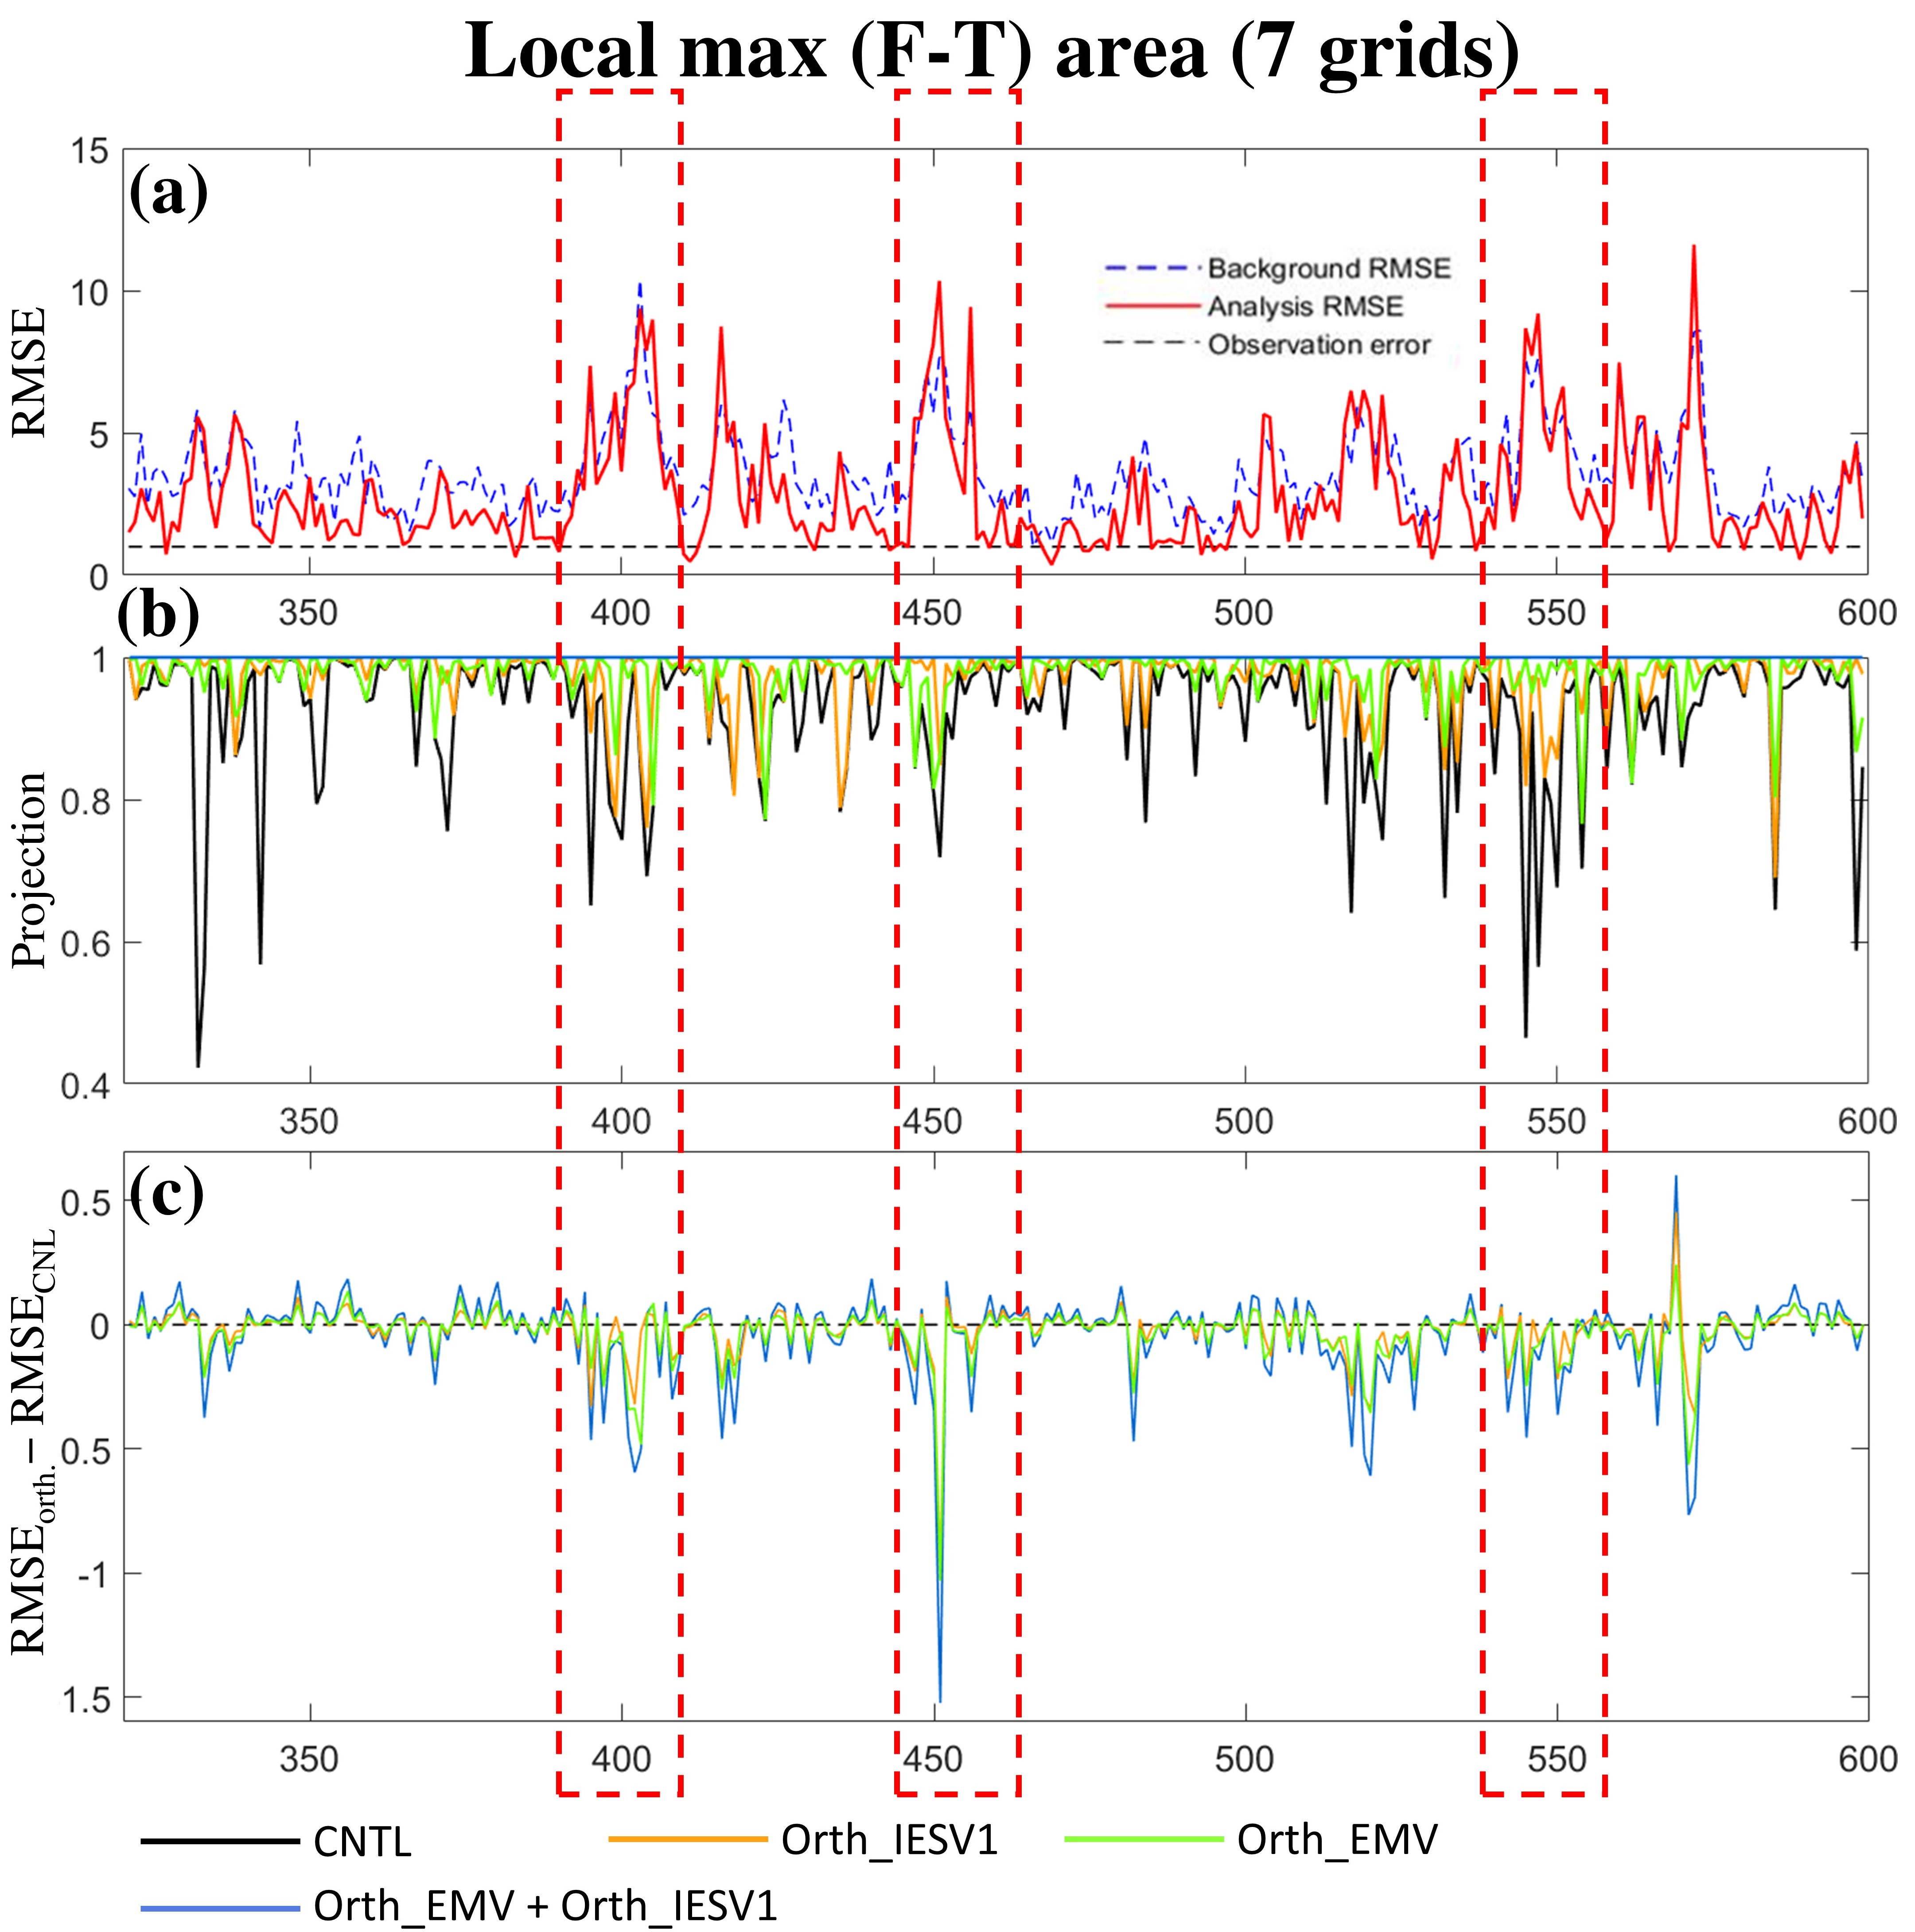 Local max (F-T) area (7 grids)
(a)
RMSE
15
10
5
0
Background RMSE
Analysis RMSE
Observation error
350 400 450 500 550 600
(b)
Projection
1
0.8
0.6
0.4
350 400 450 500 550 600
(c)
RMSEorth. – RMSECNL
0.5
0
0.5
-1
1.5
350 400 450 500 550 600
CNTL Orth_IESV1 Orth_EMV
Orth_EMV + Orth_IESV1